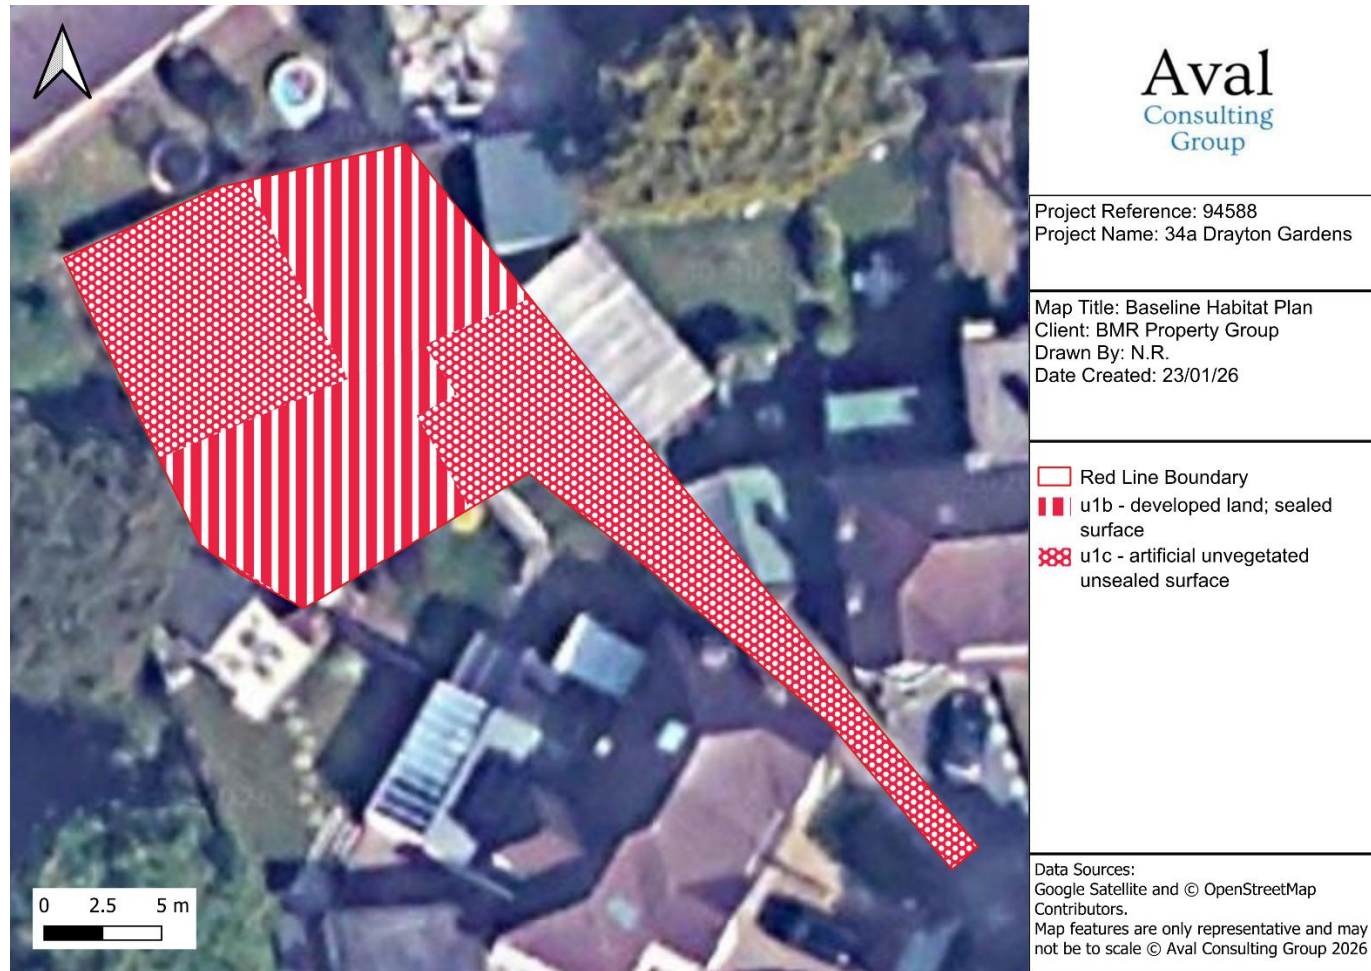 Aval
Consulting
Group
Project Reference: 94588
Project Name: 34a Drayton Gardens
Map Title: Baseline Habitat Plan
Client: BMR Property Group
Drawn By: N.R.
Date Created: 23/01/26
Red Line Boundary
u1b - developed land; sealed
surface
u1c - artificial unvegetated
unsealed surface
0 2.5 5 m
Data Sources:
Google Satellite and © OpenStreetMap
Contributors.
Map features are only representative and may
not be to scale © Aval Consulting Group 2026